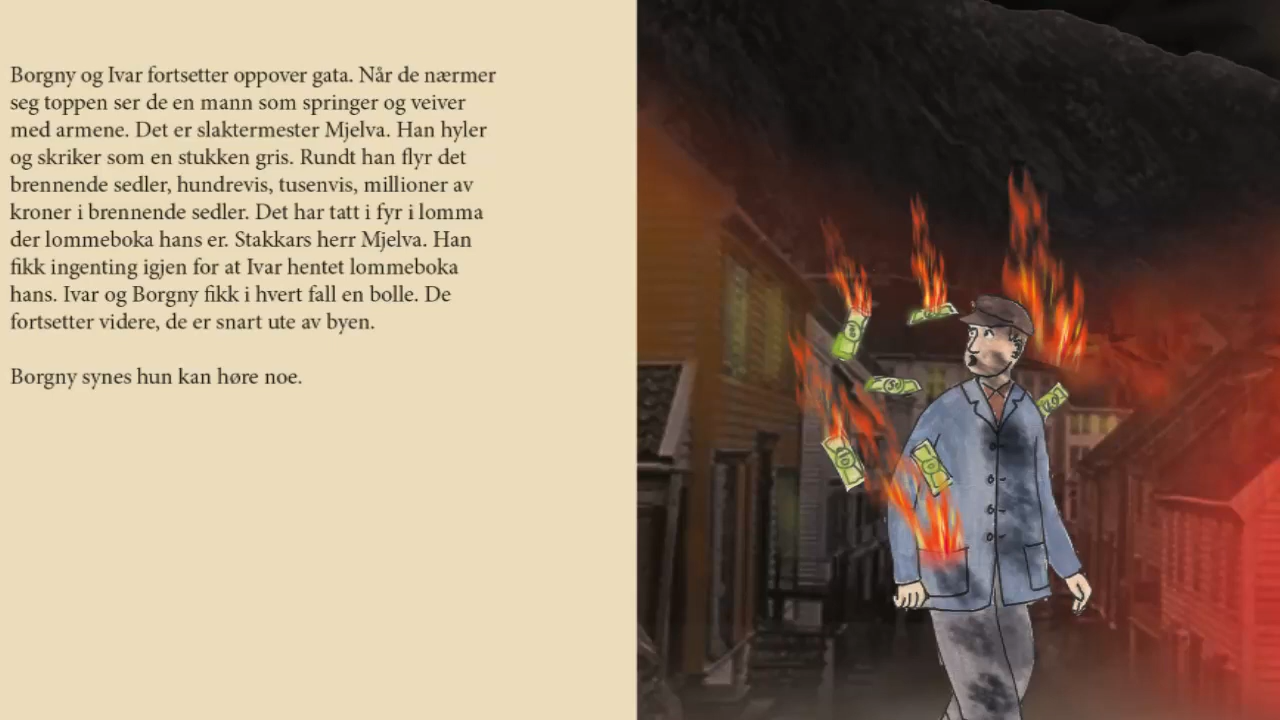 Borgny og Ivar fortsetter oppover gata. Når de nærmer
seg toppen ser de en mann som springer og veiver
med armene. Det er slaktermester Mjelva. Han hyler
og skriker som en stukken gris. Rundt han flyr det
brennende sedler, hundrevis, tusenvis, millioner av
kroner i brennende sedler. Det har tatt i fyr i lomma
der lommeboka hans er. Stakkars herr Mjelva. Han
fikk ingenting igjen for at Ivar hentet lommeboka
hans. Ivar og Borgny fikk i hvert fall en bolle. De
fortsetter videre, de er snart ute av byen.
Borgny synes hun kan høre noe.